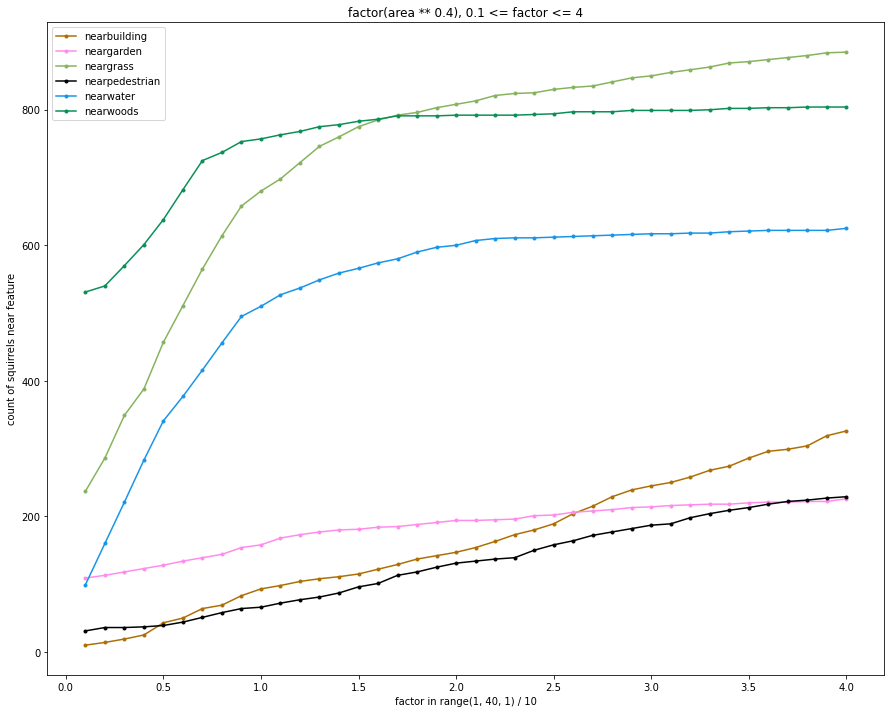 factor(area ** 0.4), 0.1 <= factor <= 4
nearbuilding
neargarden
neargrass
nearpedestrian
nearwater
nearwoods
count of squirrels near feature
800
600
400
200
0
0.0 0.5 1.0 1.5 2.0 2.5 3.0 3.5 4.0
factor in range(1, 40, 1) / 10